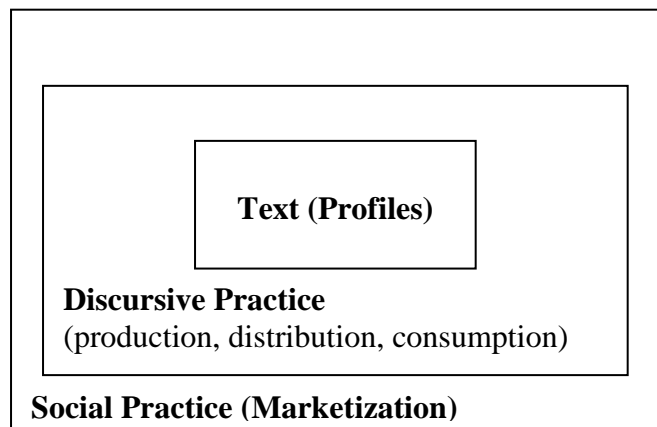 Text (Profiles)
Discursive Practice
(production, distribution, consumption)
Social Practice (Marketization)